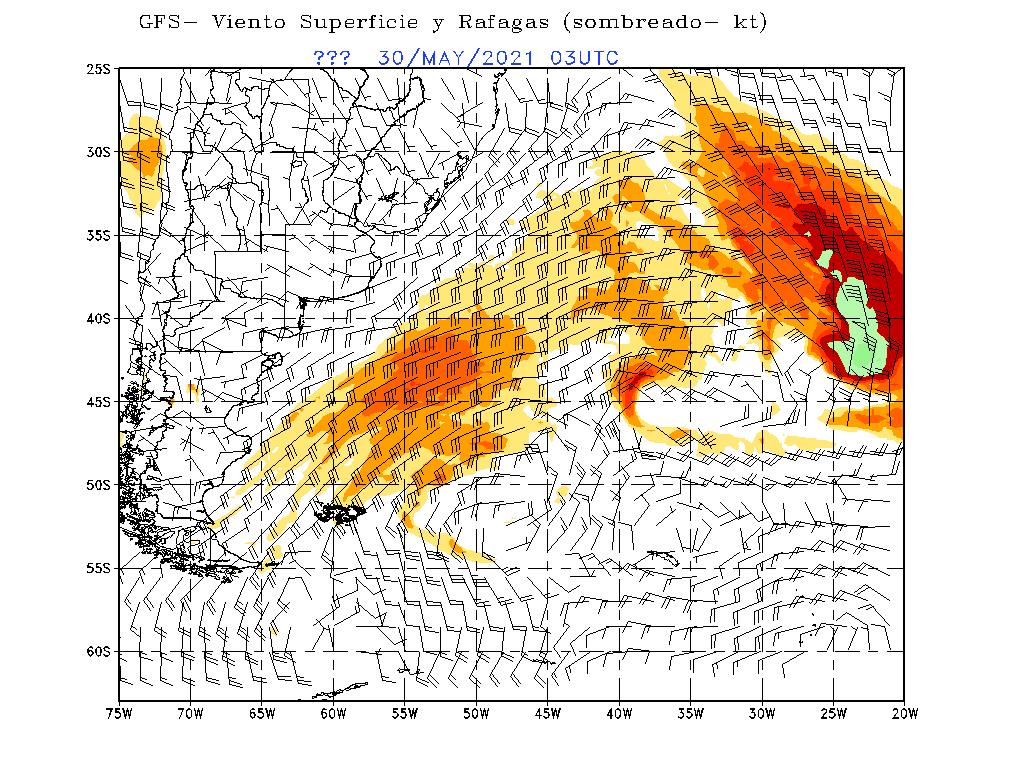 GFS− Viento Superficie y Rafagas (sombreado− kt)
??? 30/MAY/2021 03UTC
25S
30S
35S
40S
45S
50S
55S
60S
75W 70W 65W 60W 55W 50W 45W 40W 35W 30W 25W 20W